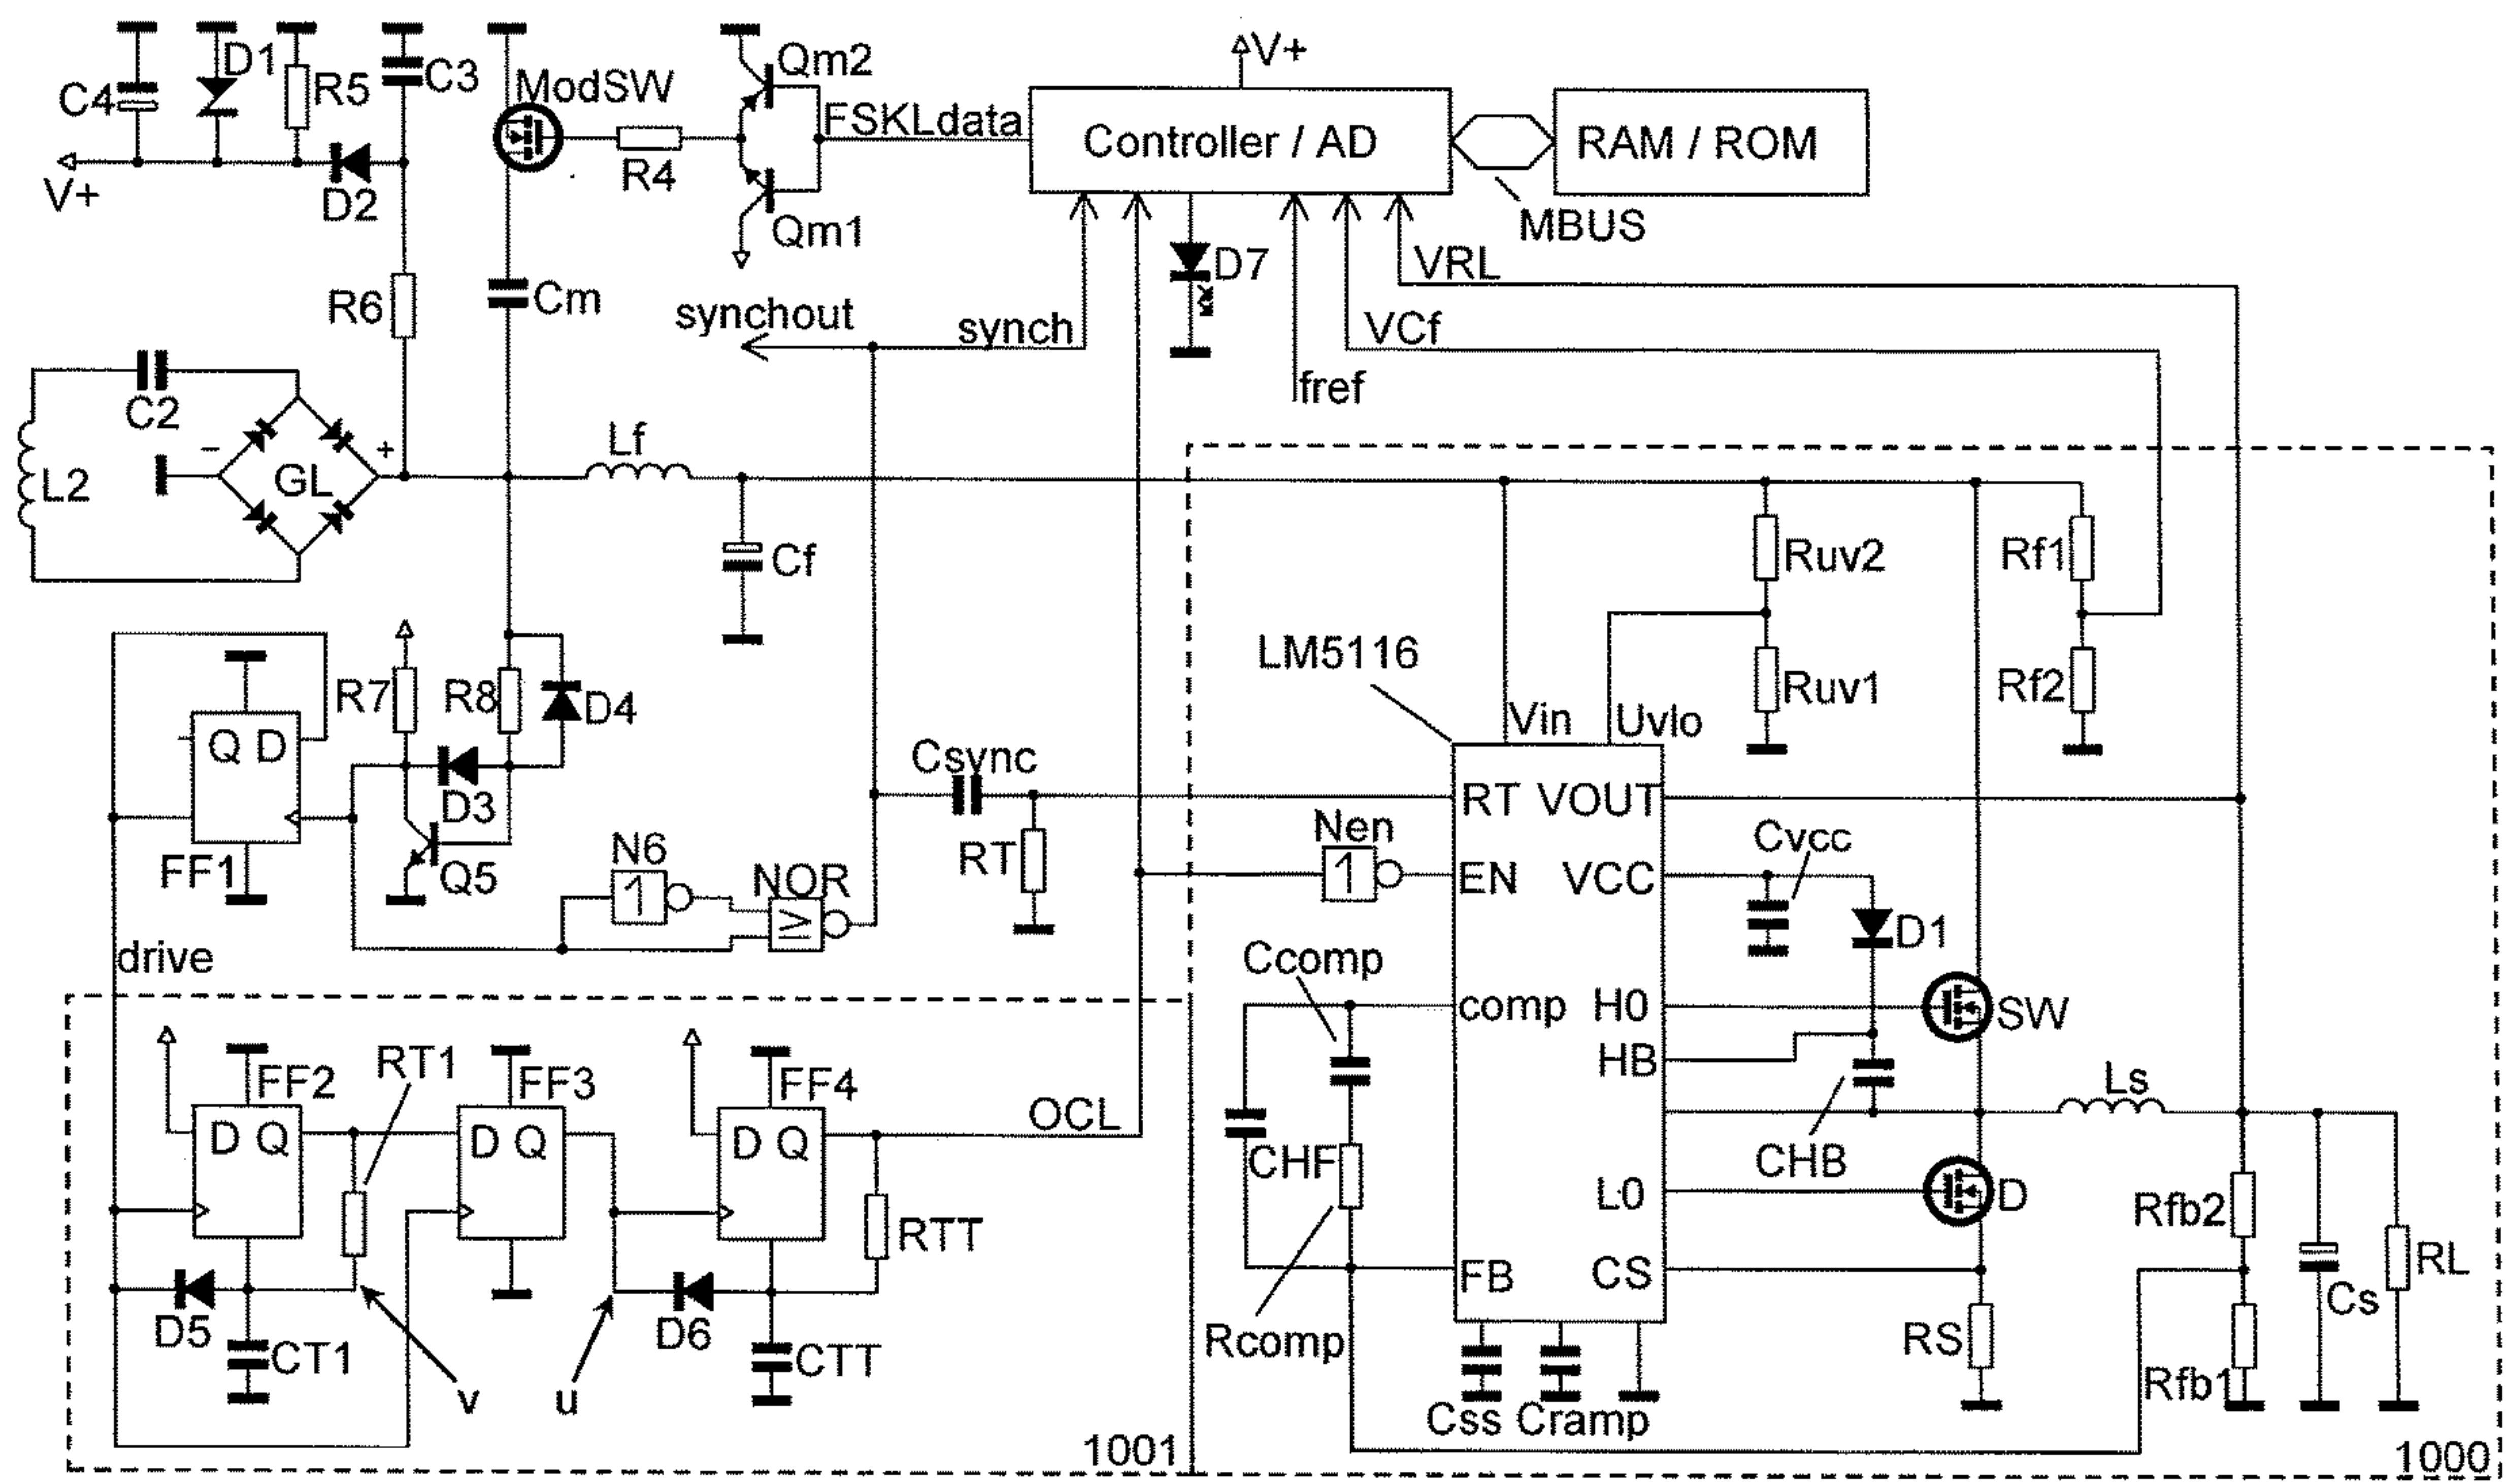 C4
D1
R5
C3
V+
D2
ModSW
R4
Qm2
Qm1
FSKLdata
V+
Controller / AD
RAM / ROM
MBUS
D7
VRL
VCf
fref
synchout
synch
R6
Cm
C2
L2
GL
−
+
Lf
Cf
Ruv2
Rf1
Ruv1
Rf2
LM5116
Vin
Uvlo
R7
R8
D4
Q D
D3
FF1
Q5
N6
1
NOR
≥
Csync
RT
Nen
1
RT VOUT
EN VCC
Cvcc
D1
Ccomp
comp H0
SW
HB
CHB
Ls
CHF
L0
D
Rfb2
RL
FB CS
Cs
Rcomp
RS
Rfb1
Css Cramp
1000
drive
FF2
RT1
FF3
FF4
D Q
D Q
D Q
OCL
RTT
D5
CT1
v
u
D6
CTT
1001